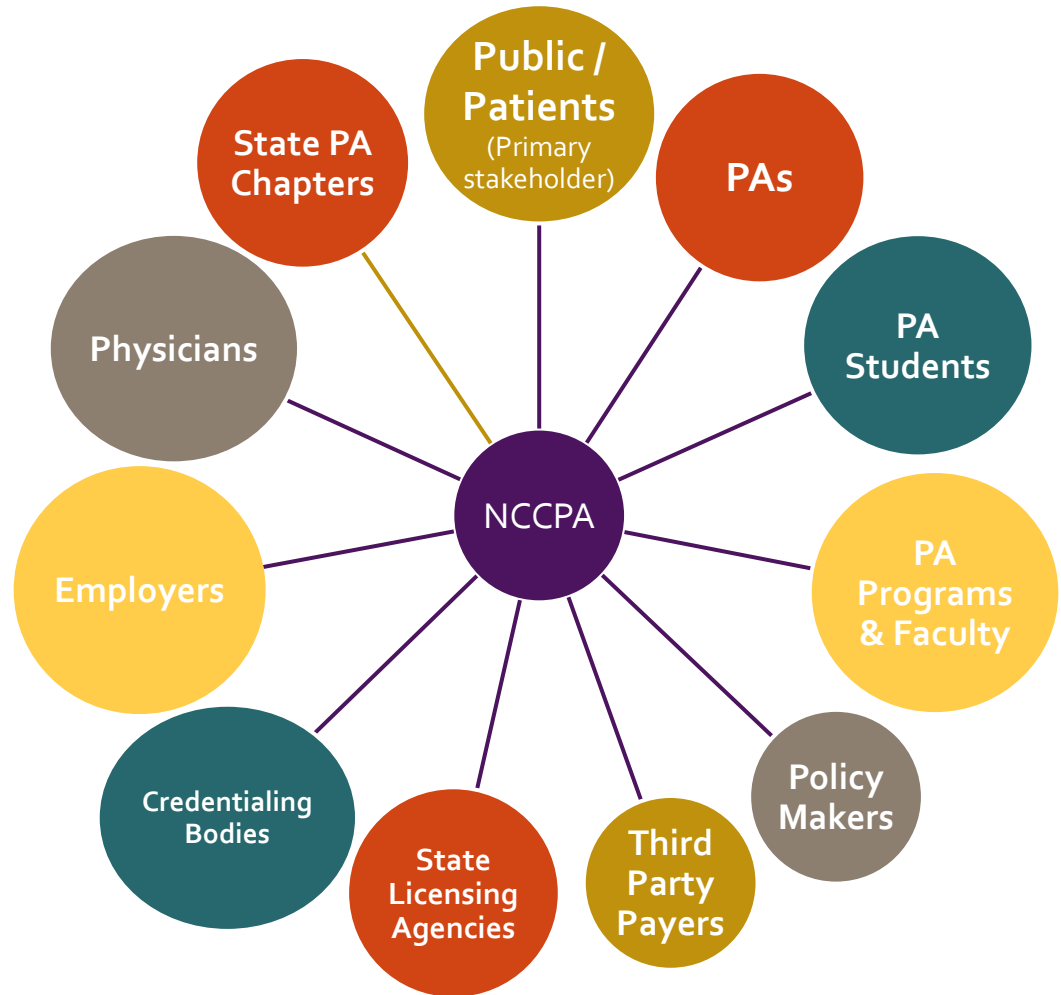 Public /
Patients
(Primary
stakeholder)
PAs
PA
Students
PA
Programs
& Faculty
Policy
Makers
Third
Party
Payers
State
Licensing
Agencies
Credentialing
Bodies
Employers
Physicians
State PA
Chapters
NCCPA